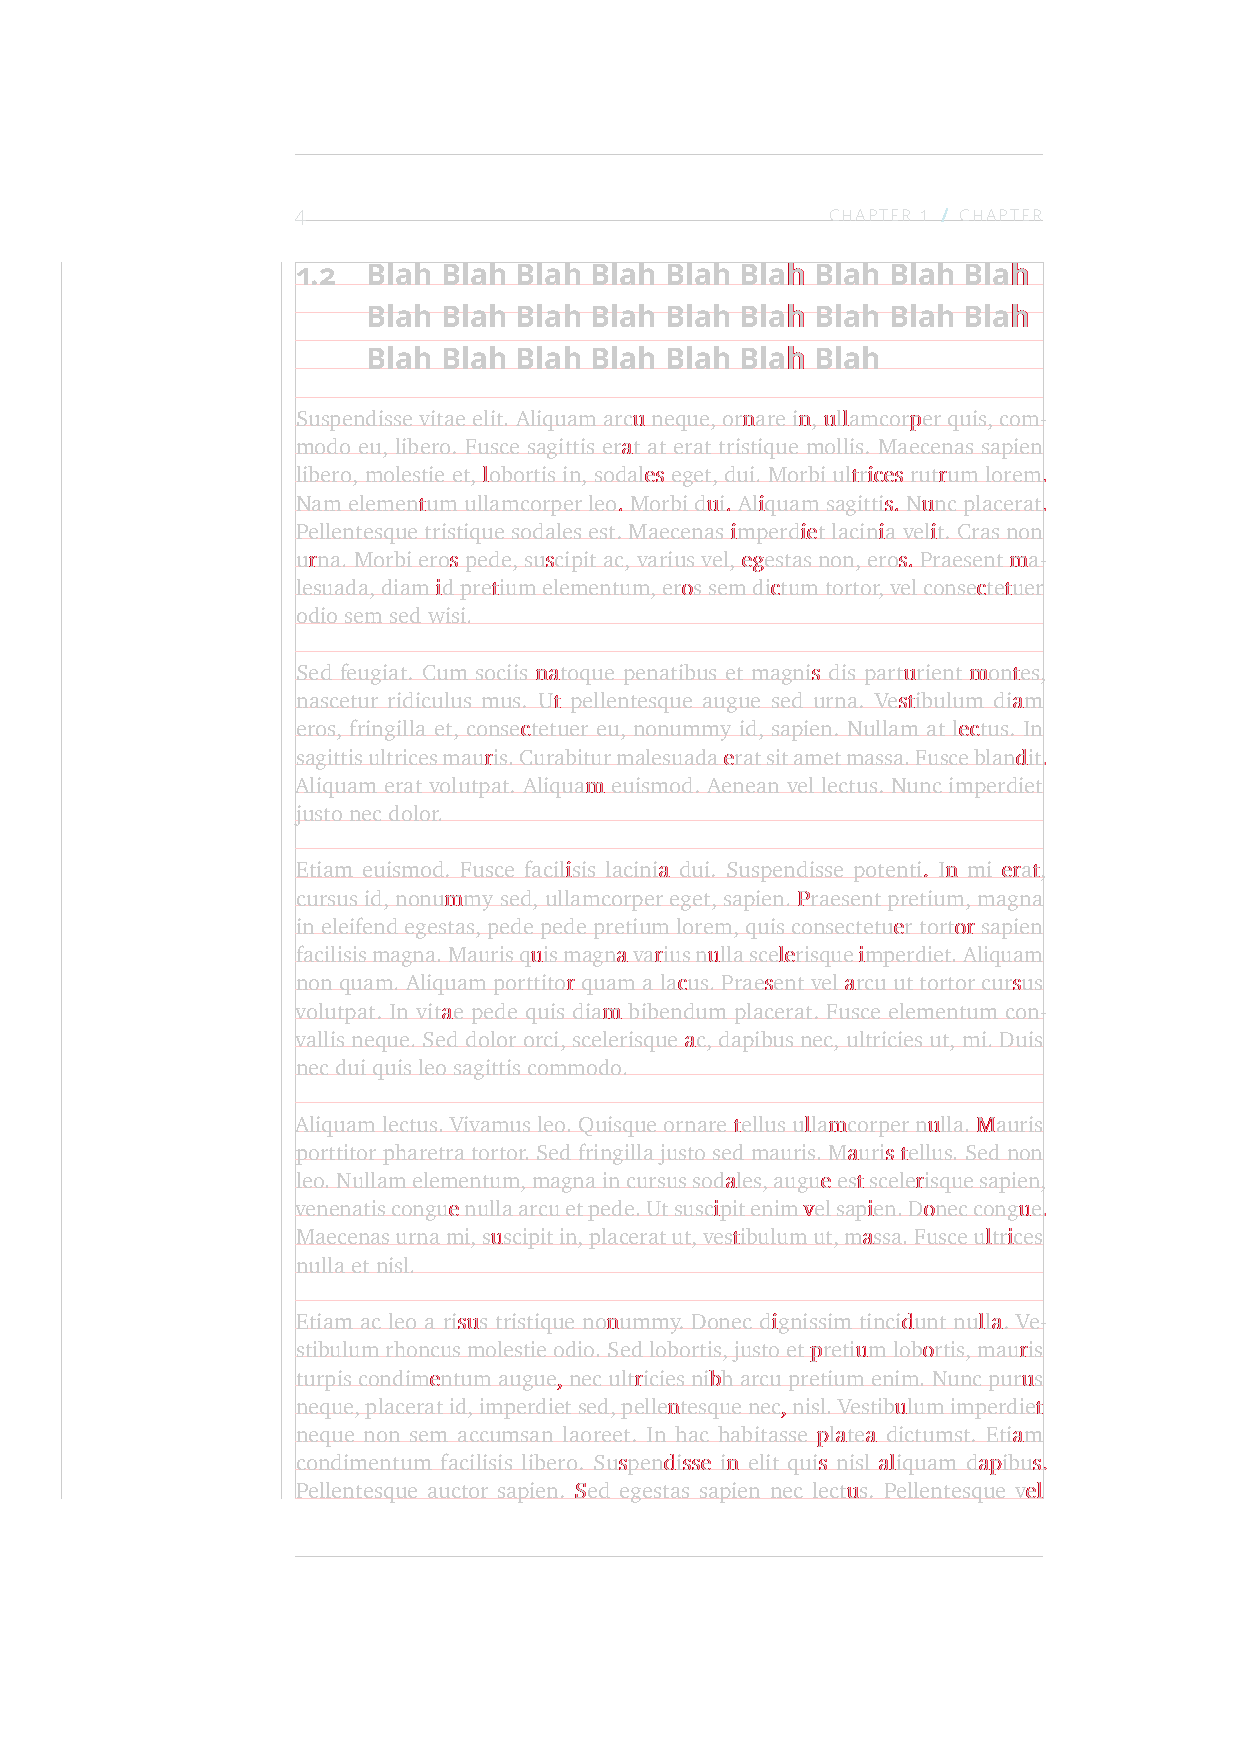 4 CHAPTER 1 / CHAPTER
1.2 Blah Blah Blah Blah Blah Blah Blah Blah Blah
Blah Blah Blah Blah Blah Blah Blah Blah Blah
Blah Blah Blah Blah Blah Blah Blah
Suspendisse vitae elit. Aliquam arcu neque, ornare in, ullamcorper quis, com-
modo eu, libero. Fusce sagittis erat at erat tristique mollis. Maecenas sapien
libero, molestie et, lobortis in, sodales eget, dui. Morbi ultrices rutrum lorem.
Nam elementum ullamcorper leo. Morbi dui. Aliquam sagittis. Nunc placerat.
Pellentesque tristique sodales est. Maecenas imperdiet lacinia velit. Cras non
urna. Morbi eros pede, suscipit ac, varius vel, egestas non, eros. Praesent ma-
lesuada, diam id pretium elementum, eros sem dictum tortor, vel consectetuer
odio sem sed wisi.
Sed feugiat. Cum sociis natoque penatibus et magnis dis parturient montes,
nascetur ridiculus mus. Ut pellentesque augue sed urna. Vestibulum diam
eros, fringilla et, consectetuer eu, nonummy id, sapien. Nullam at lectus. In
sagittis ultrices mauris. Curabitur malesuada erat sit amet massa. Fusce blandit.
Aliquam erat volutpat. Aliquam euismod. Aenean vel lectus. Nunc imperdiet
justo nec dolor.
Etiam euismod. Fusce facilisis lacinia dui. Suspendisse potenti. In mi erat,
cursus id, nonummy sed, ullamcorper eget, sapien. Praesent pretium, magna
in eleifend egestas, pede pede pretium lorem, quis consectetuer tortor sapien
facilisis magna. Mauris quis magna varius nulla scelerisque imperdiet. Aliquam
non quam. Aliquam porttitor quam a lacus. Praesent vel arcu ut tortor cursus
volutpat. In vitae pede quis diam bibendum placerat. Fusce elementum con-
vallis neque. Sed dolor orci, scelerisque ac, dapibus nec, ultricies ut, mi. Duis
nec dui quis leo sagittis commodo.
Aliquam lectus. Vivamus leo. Quisque ornare tellus ullamcorper nulla. Mauris
porttitor pharetra tortor. Sed fringilla justo sed mauris. Mauris tellus. Sed non
leo. Nullam elementum, magna in cursus sodales, augue est scelerisque sapien,
venenatis congue nulla arcu et pede. Ut suscipit enim vel sapien. Donec congue.
Maecenas urna mi, suscipit in, placerat ut, vestibulum ut, massa. Fusce ultrices
nulla et nisl.
Etiam ac leo a risus tristique nonummy. Donec dignissim tincidunt nulla. Ve-
stibulum rhoncus molestie odio. Sed lobortis, justo et pretium lobortis, mauris
turpis condimentum augue, nec ultricies nibh arcu pretium enim. Nunc purus
neque, placerat id, imperdiet sed, pellentesque nec, nisl. Vestibulum imperdiet
neque non sem accumsan laoreet. In hac habitasse platea dictumst. Etiam
condimentum facilisis libero. Suspendisse in elit quis nisl aliquam dapibus.
Pellentesque auctor sapien. Sed egestas sapien nec lectus. Pellentesque vel